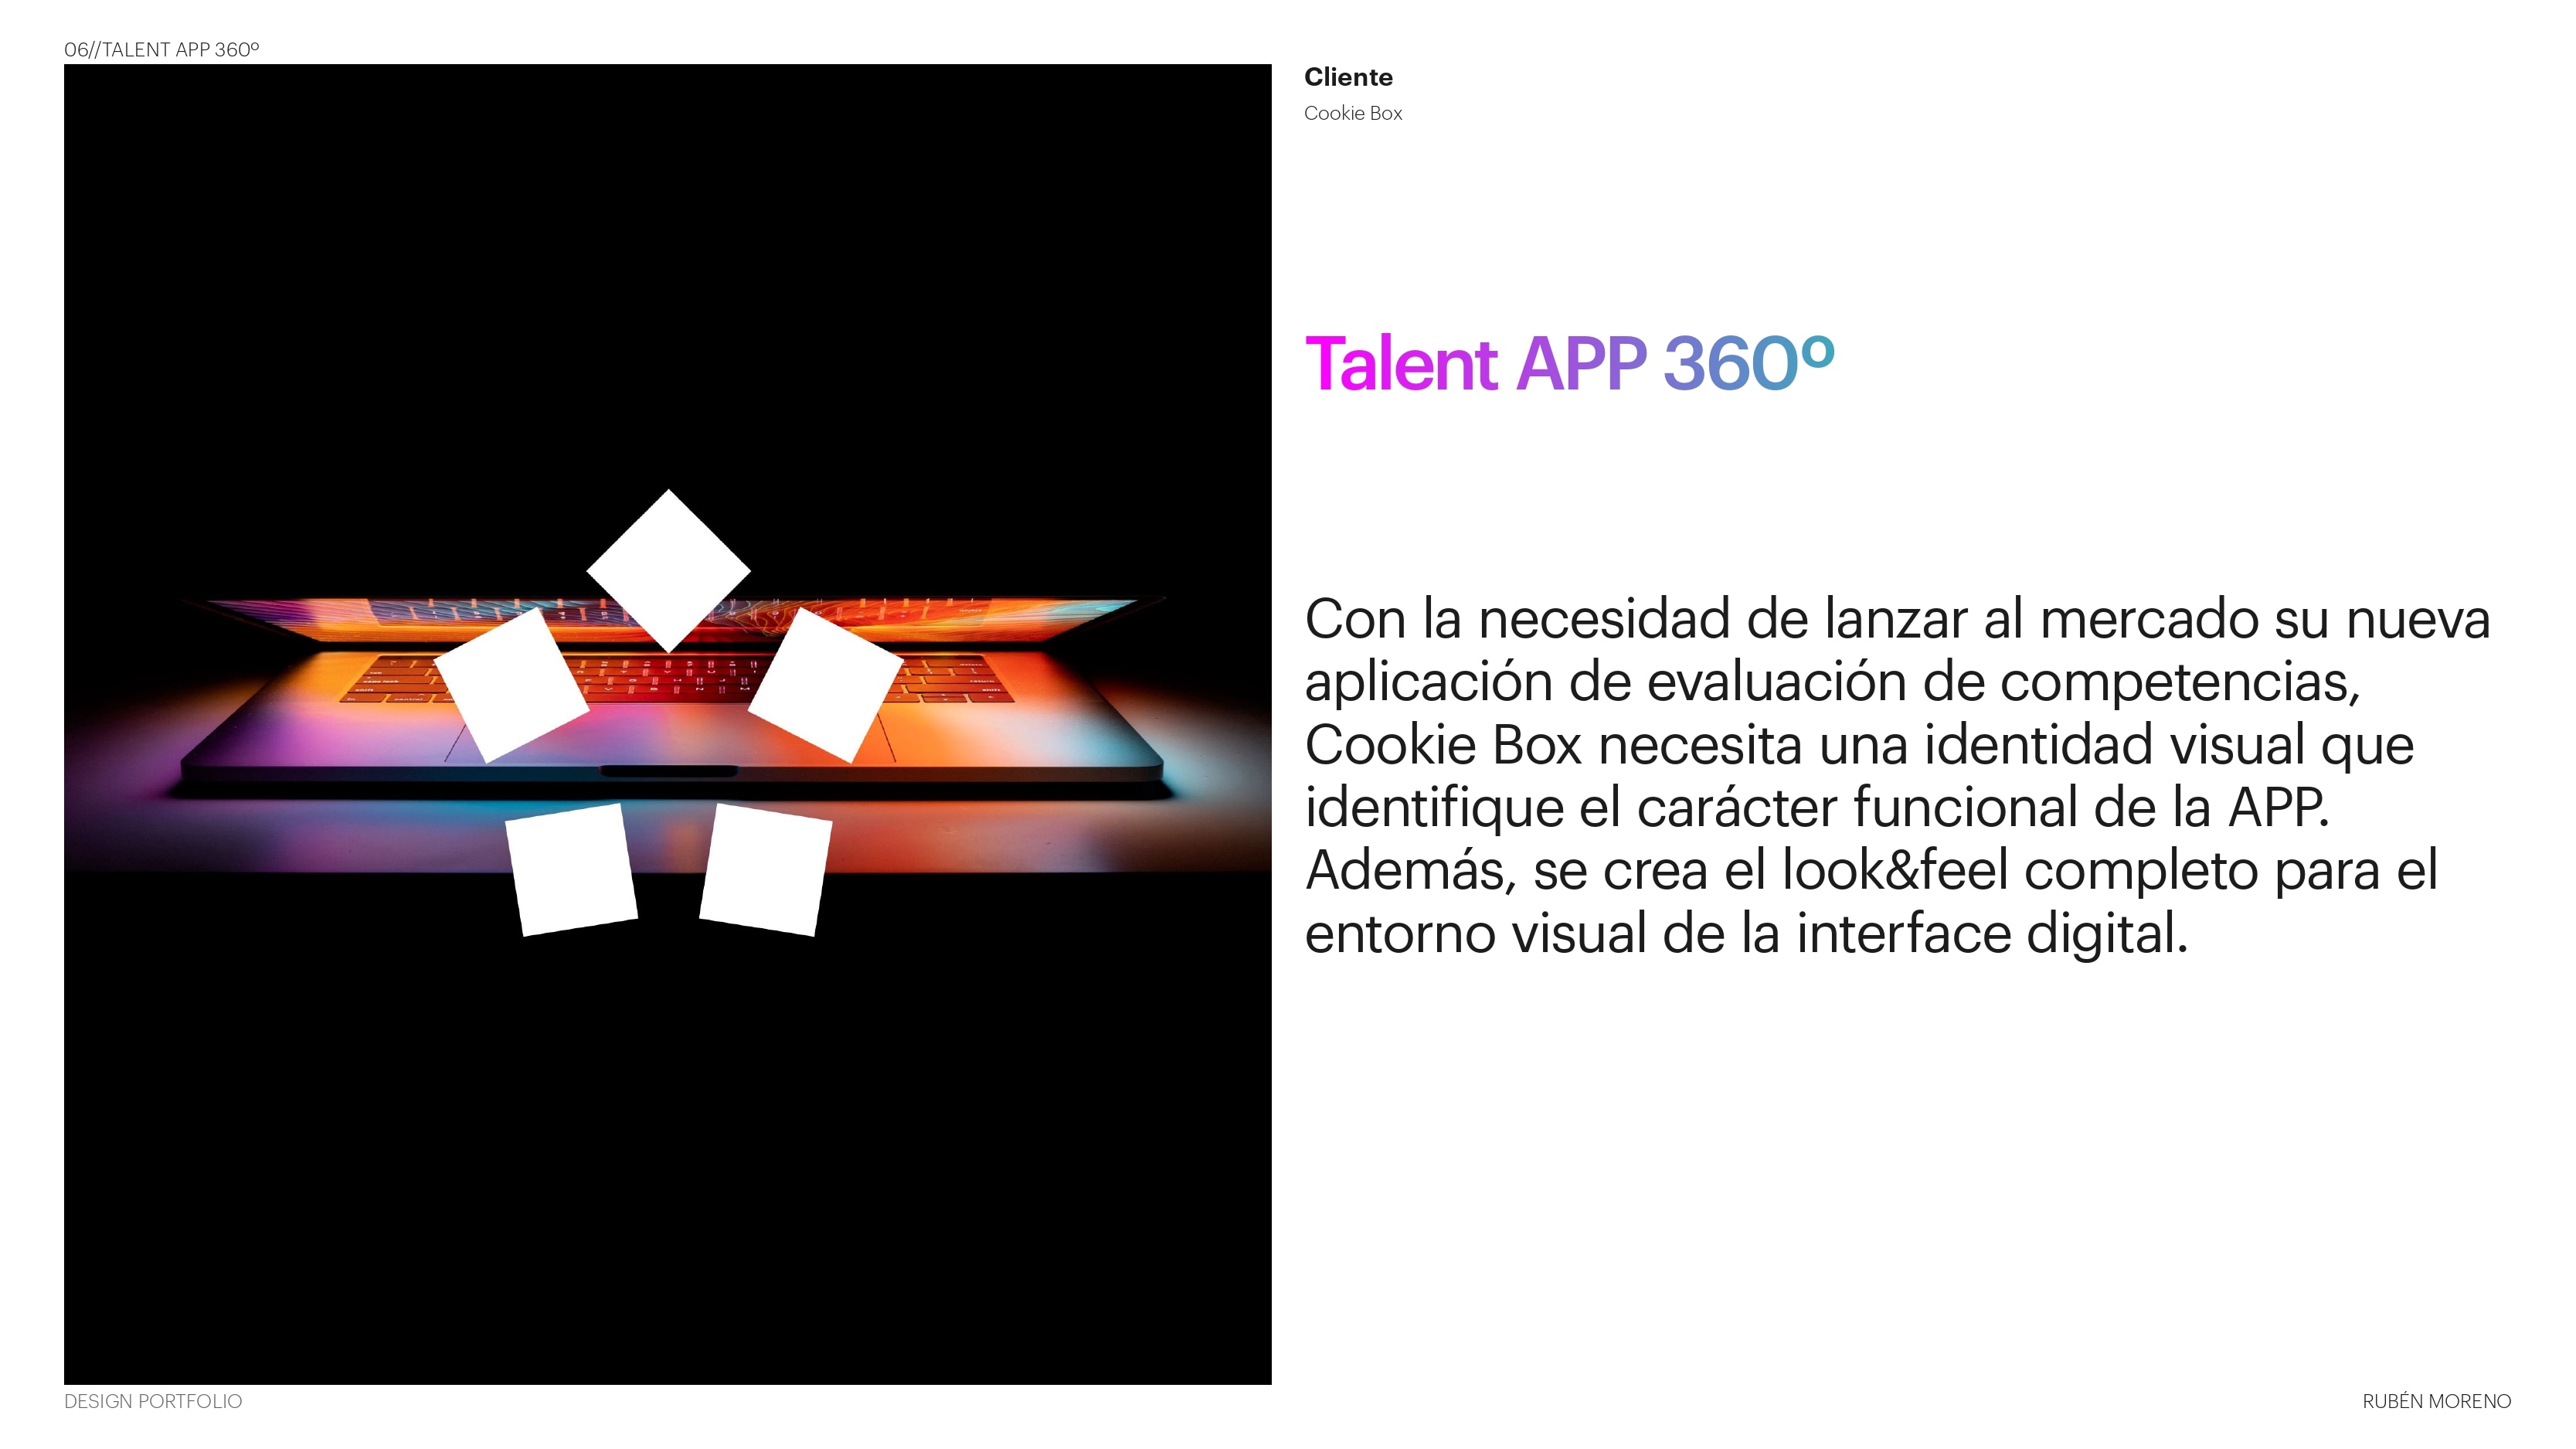 06//TALENT APP 360º
Cliente
Cookie Box
Talent APP 360º
Con la necesidad de lanzar al mercado su nueva
aplicación de evaluación de competencias,
Cookie Box necesita una identidad visual que
identifique el carácter funcional de la APP.
Además, se crea el look&feel completo para el
entorno visual de la interface digital.
DESIGN PORTFOLIO
RUBÉN MORENO